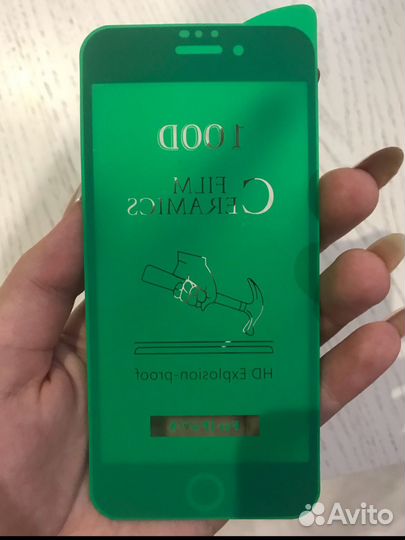 100D
CERAMICS FILM
HD Explosion-proof
Avito